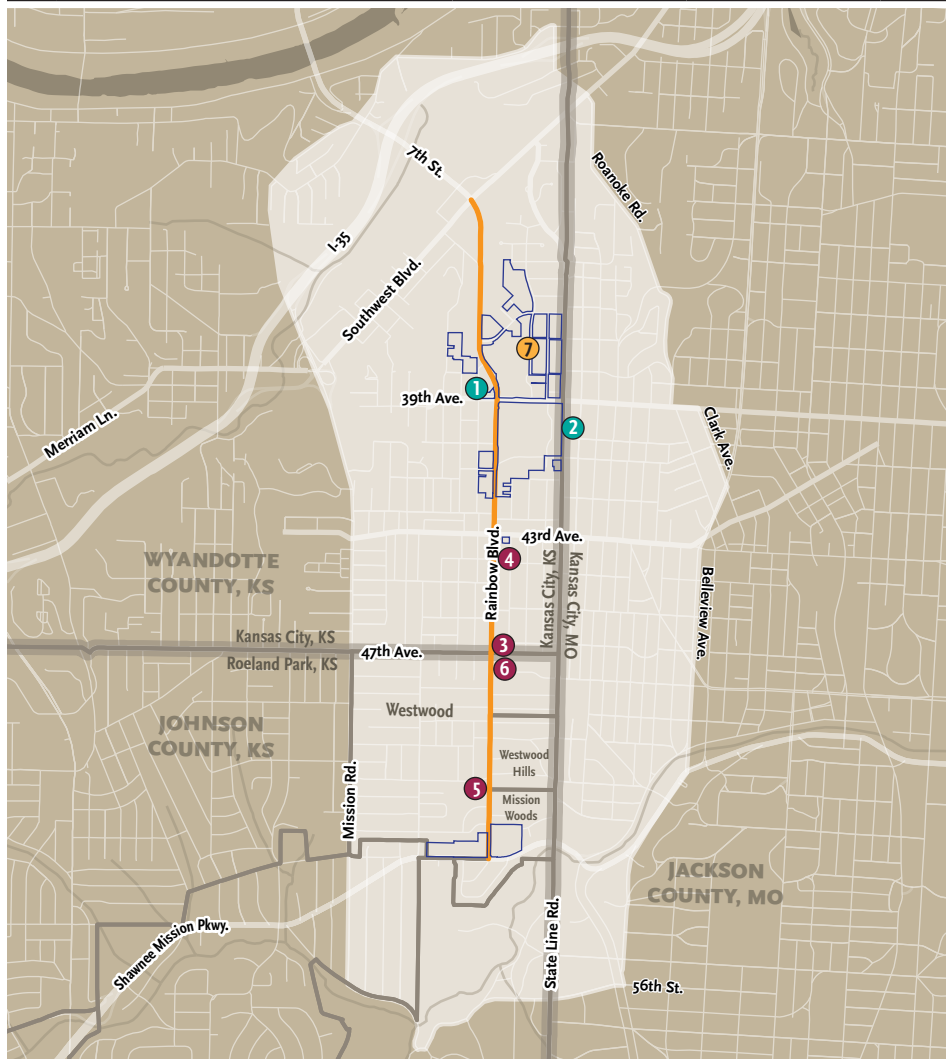 7th St.
Roanoke Rd.
I-35
Southwest Blvd.
7
1
39th Ave.
Merriam Ln.
2
Clark Ave.
Rainbow Blvd.
43rd Ave.
4
WYANDOTTE
COUNTY, KS
Kansas City, KS
Kansas City, MO
Belleview Ave.
Kansas City, KS
3
47th Ave.
Roeland Park, KS
6
Westwood
JOHNSON
COUNTY, KS
Westwood
Hills
Mission Rd.
5
Mission
Woods
JACKSON
COUNTY, MO
Shawnee Mission Pkwy.
State Line Rd.
56th St.